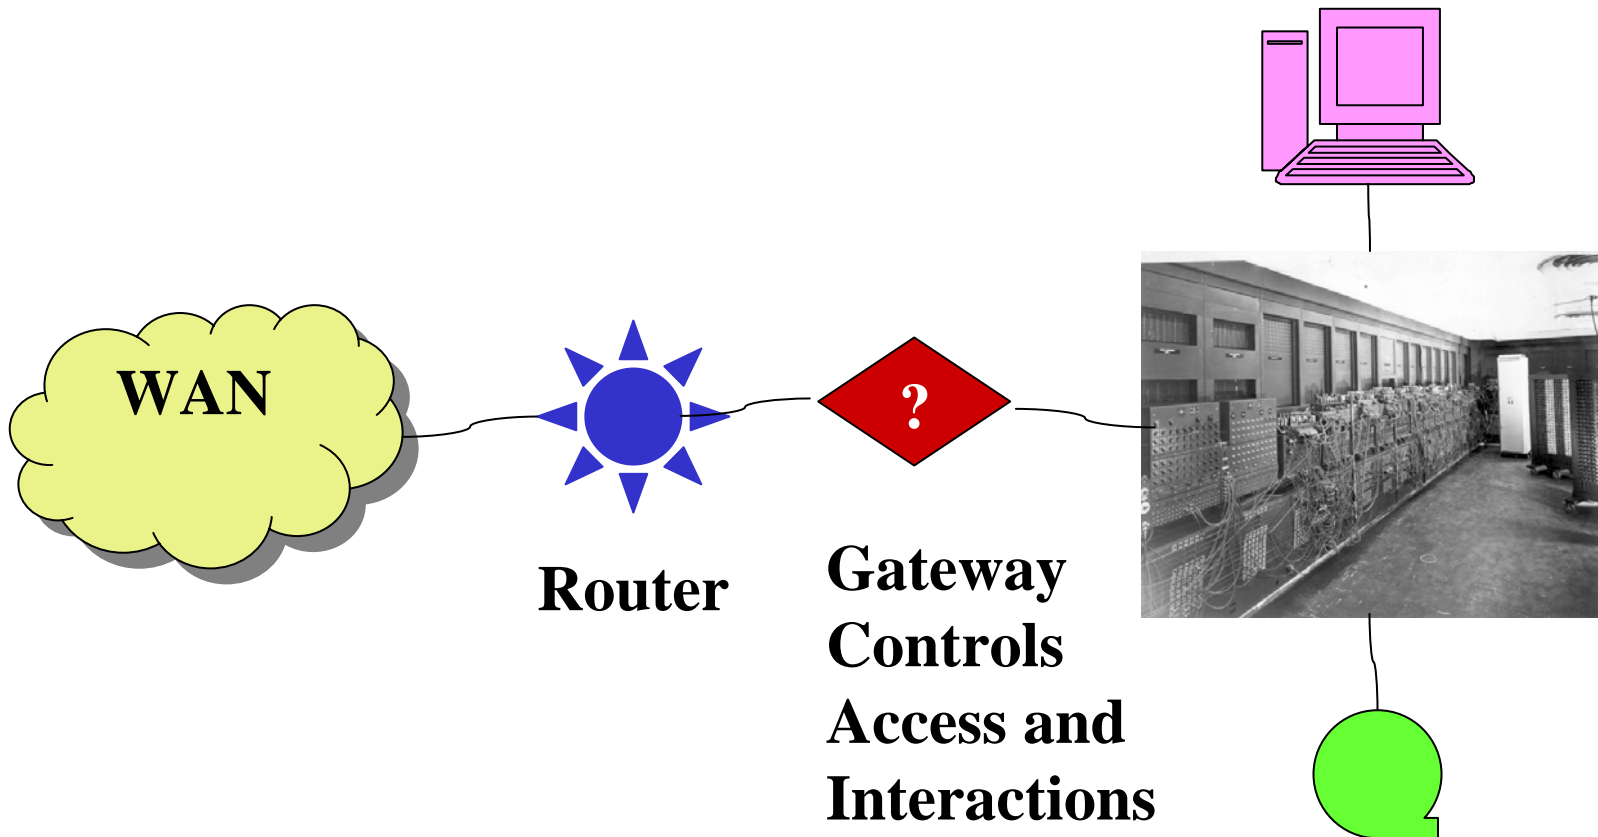 WAN
?
Router
Gateway
Controls
Access and
Interactions